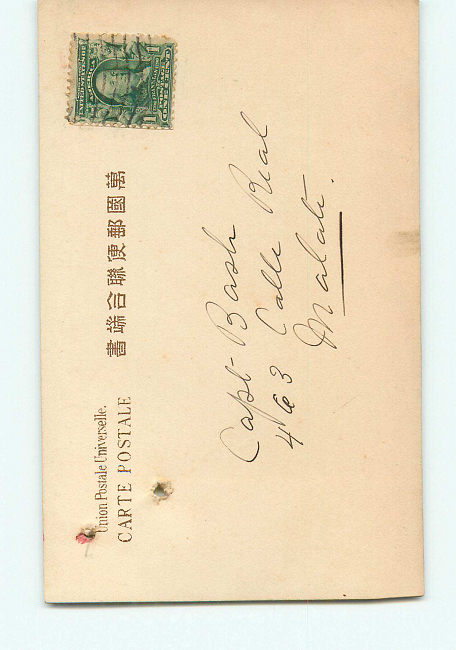 萬國郵便聯合端書
Union Postale Universelle.
CARTE POSTALE
Capt Bash
463 Calle Real
Malate.